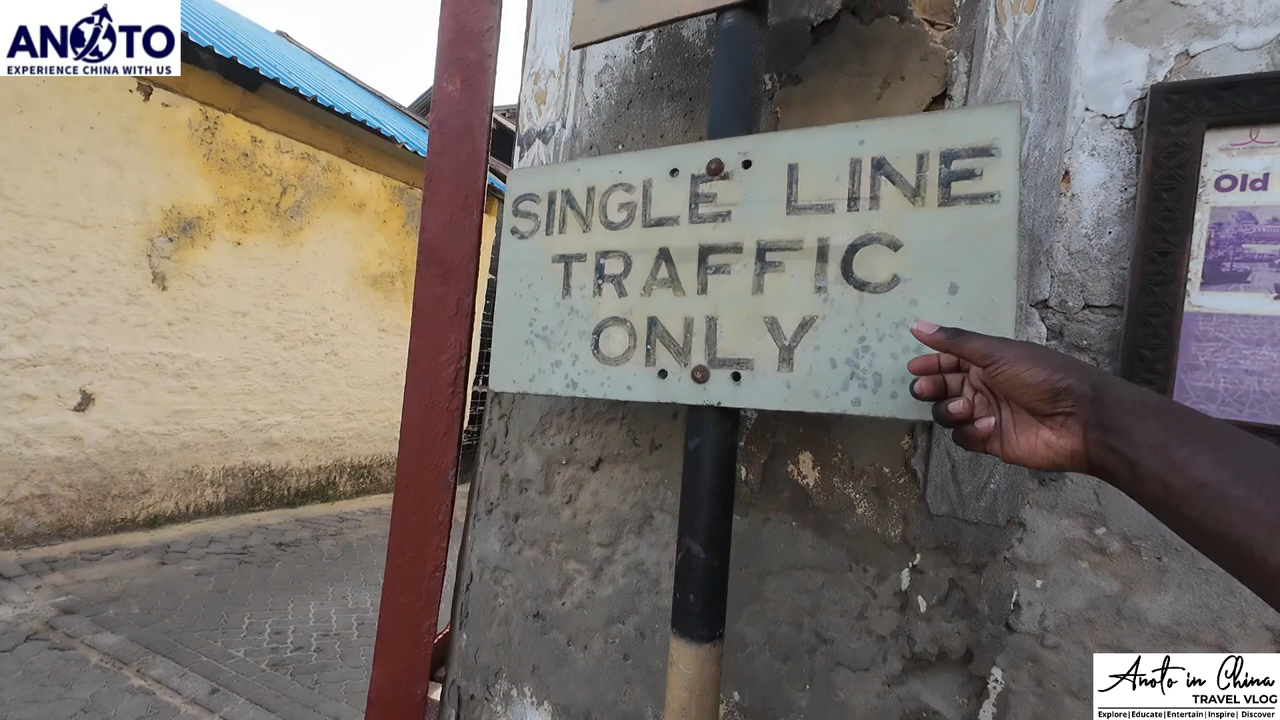 ANOTO
EXPERIENCE CHINA WITH US
SINGLE LINE
TRAFFIC
ONLY
Old
Anoto in China
TRAVEL VLOG
Explore|Educate|Entertain|Inspire| Discover